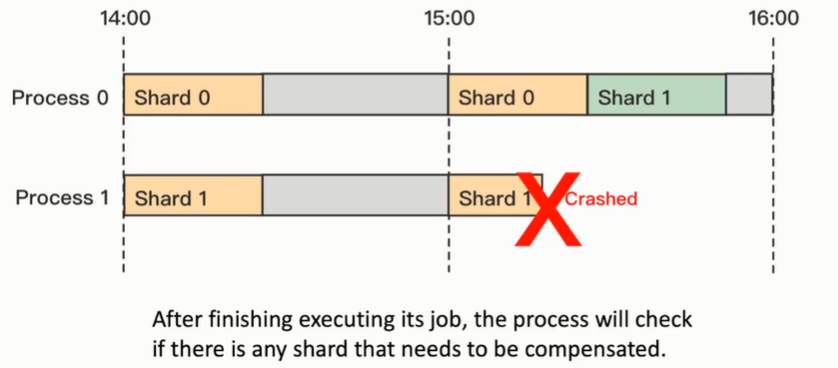 14:00 15:00 16:00
Process 0 Shard 0 Shard 0 Shard 1
Process 1 Shard 1 Shard 1 Crashed
After finishing executing its job, the process will check
if there is any shard that needs to be compensated.